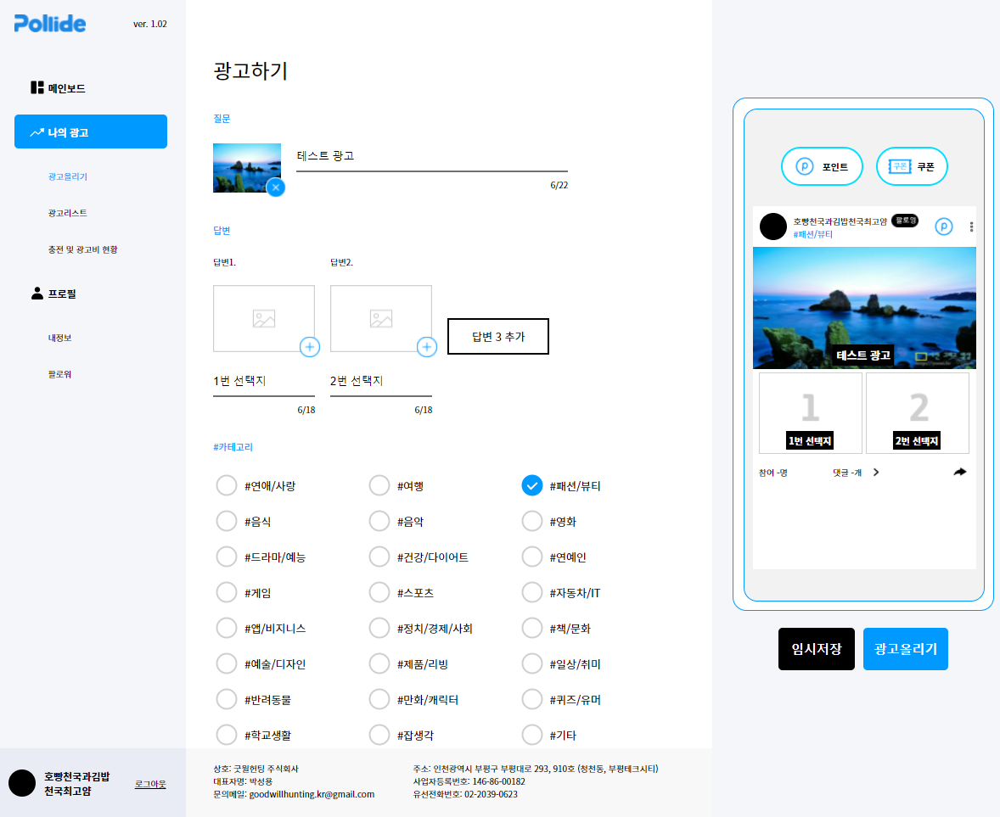 Pollide
ver. 1.02
메인보드
나의 광고
광고올리기
광고리스트
충전 및 광고비 현황
프로필
내정보
팔로워
호빵천국과김밥
천국최고얌
로그아웃
광고하기
질문
테스트 광고
6/22
답변
답변1.
답변2.
답변 3 추가
1번 선택지
2번 선택지
6/18
6/18
#카테고리
#연애/사랑
#여행
#패션/뷰티
#음식
#음악
#영화
#드라마/예능
#건강/다이어트
#연예인
#게임
#스포츠
#자동차/IT
#앱/비지니스
#정치/경제/사회
#책/문화
#예술/디자인
#제품/리빙
#일상/취미
#반려동물
#만화/캐릭터
#퀴즈/유머
#학교생활
#잡생각
#기타
상호: 굿윌헌팅 주식회사
대표자명: 박성용
문의메일: goodwillhunting.kr@gmail.com
주소: 인천광역시 부평구 부평대로 293, 910호 (청천동, 부평테크시티)
사업자등록번호: 146-86-00182
유선전화번호: 02-2039-0623
포인트
쿠폰 쿠폰
호빵천국과김밥천국최고얌 팔로잉
#패션/뷰티
테스트 광고
1
2
1번 선택지
2번 선택지
참여 -명
댓글 -개
임시저장
광고올리기